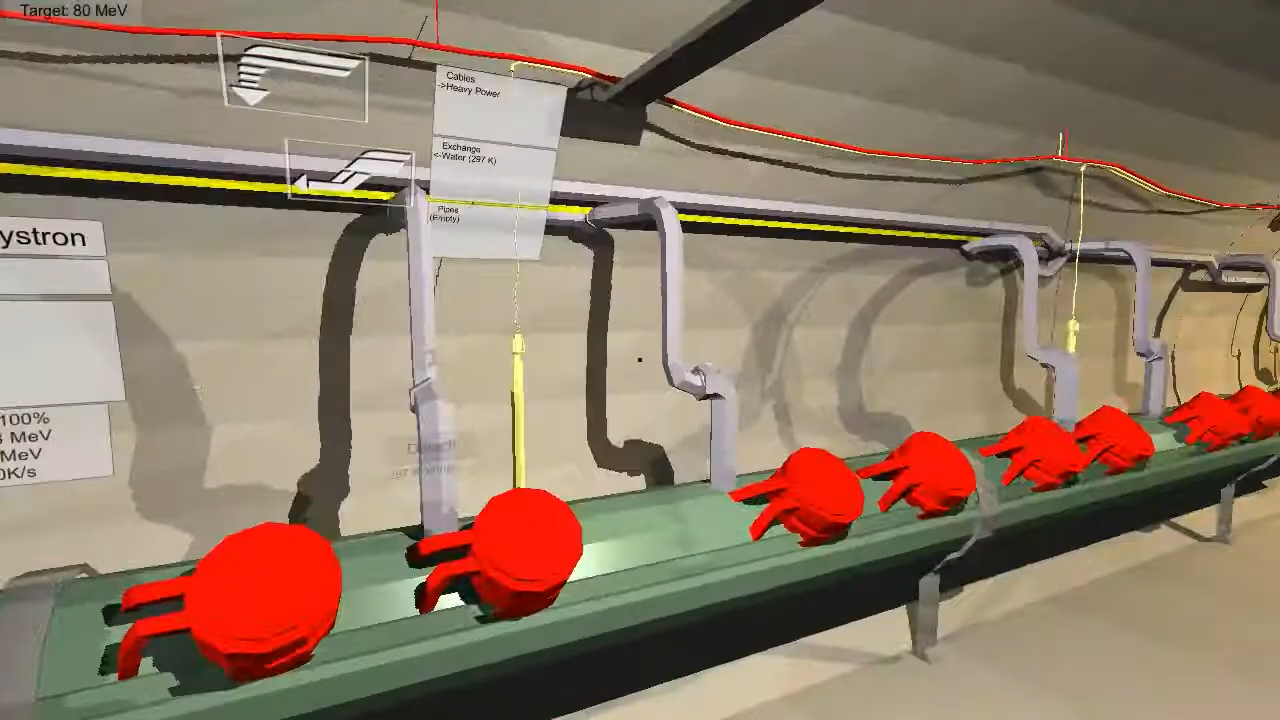 Target: 80 MeV
Cables
->Heavy Power
Exchange
<-Water (297 K)
Pipes
(Empty)
ystron
100%
MeV
MeV
0K/s